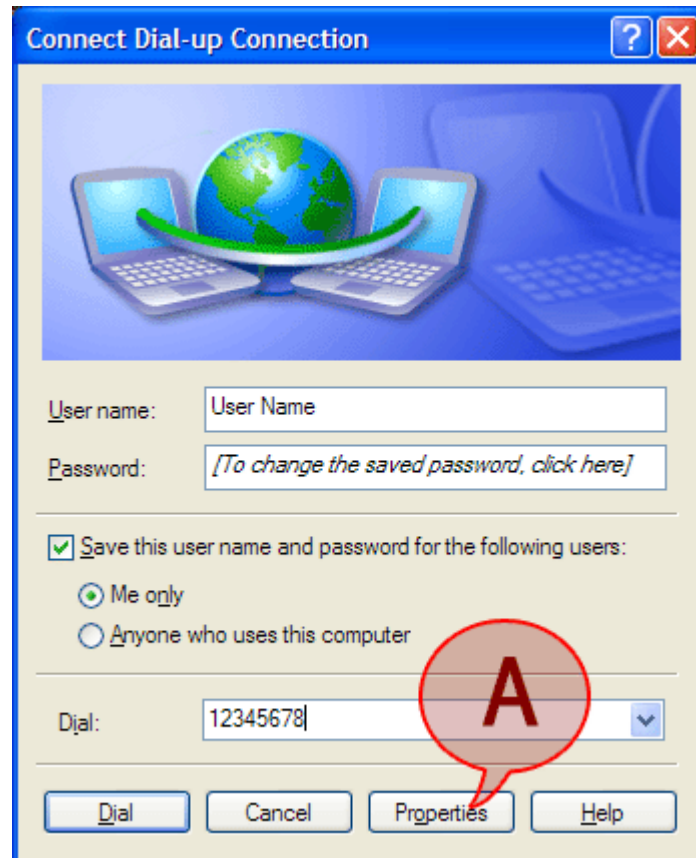 Connect Dial-up Connection
?
User name: User Name
Password: [To change the saved password, click here]
Save this user name and password for the following users:
Me only
Anyone who uses this computer
A
Dial: 12345678
Dial Cancel Properties Help